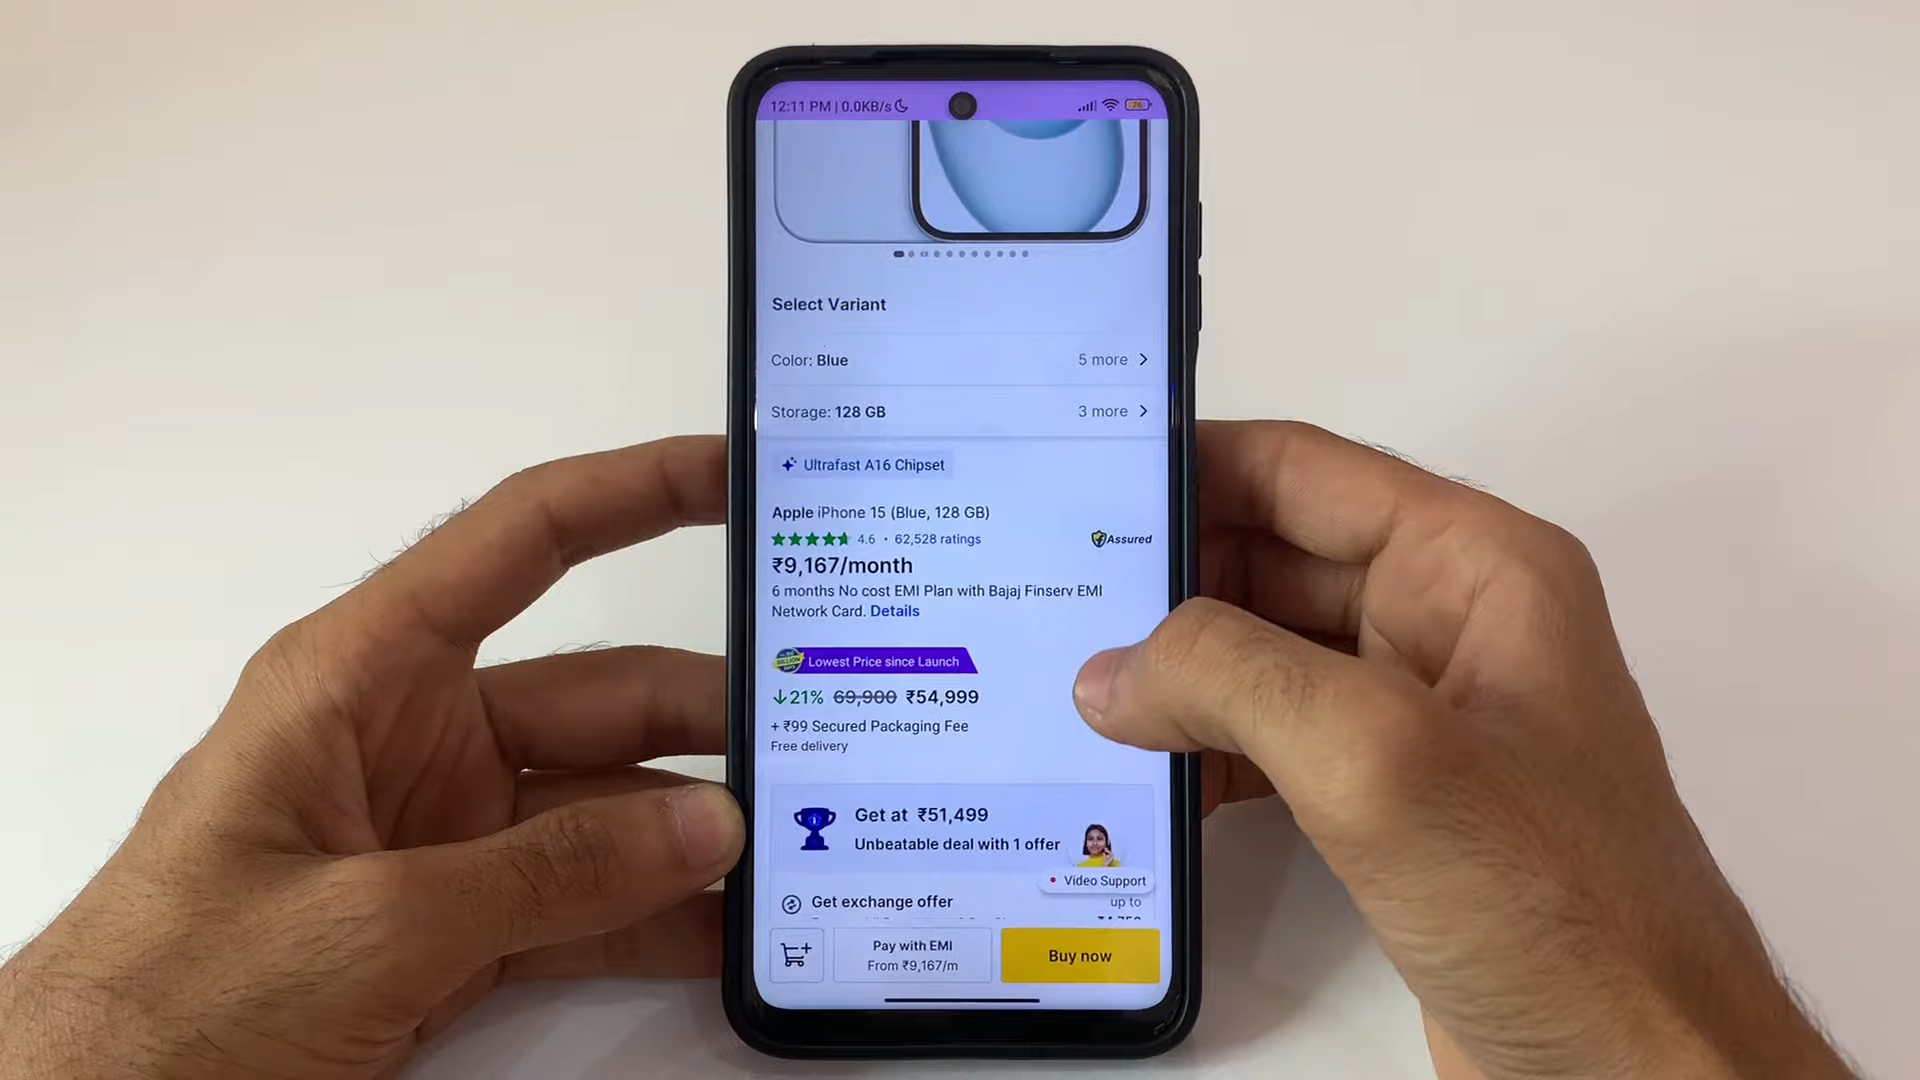 12:11 PM | 0.0KB/s
76
Select Variant
Color: Blue
5 more
Storage: 128 GB
3 more
Ultrafast A16 Chipset
Apple iPhone 15 (Blue, 128 GB)
4.6 • 62,528 ratings
Assured
₹9,167/month
6 months No cost EMI Plan with Bajaj Finserv EMI
Network Card. Details
BILLION
Lowest Price since Launch
↓21% 69,900 ₹54,999
+ ₹99 Secured Packaging Fee
Free delivery
Get at ₹51,499
Unbeatable deal with 1 offer
Video Support
Get exchange offer
up to
Pay with EMI
From ₹9,167/m
Buy now